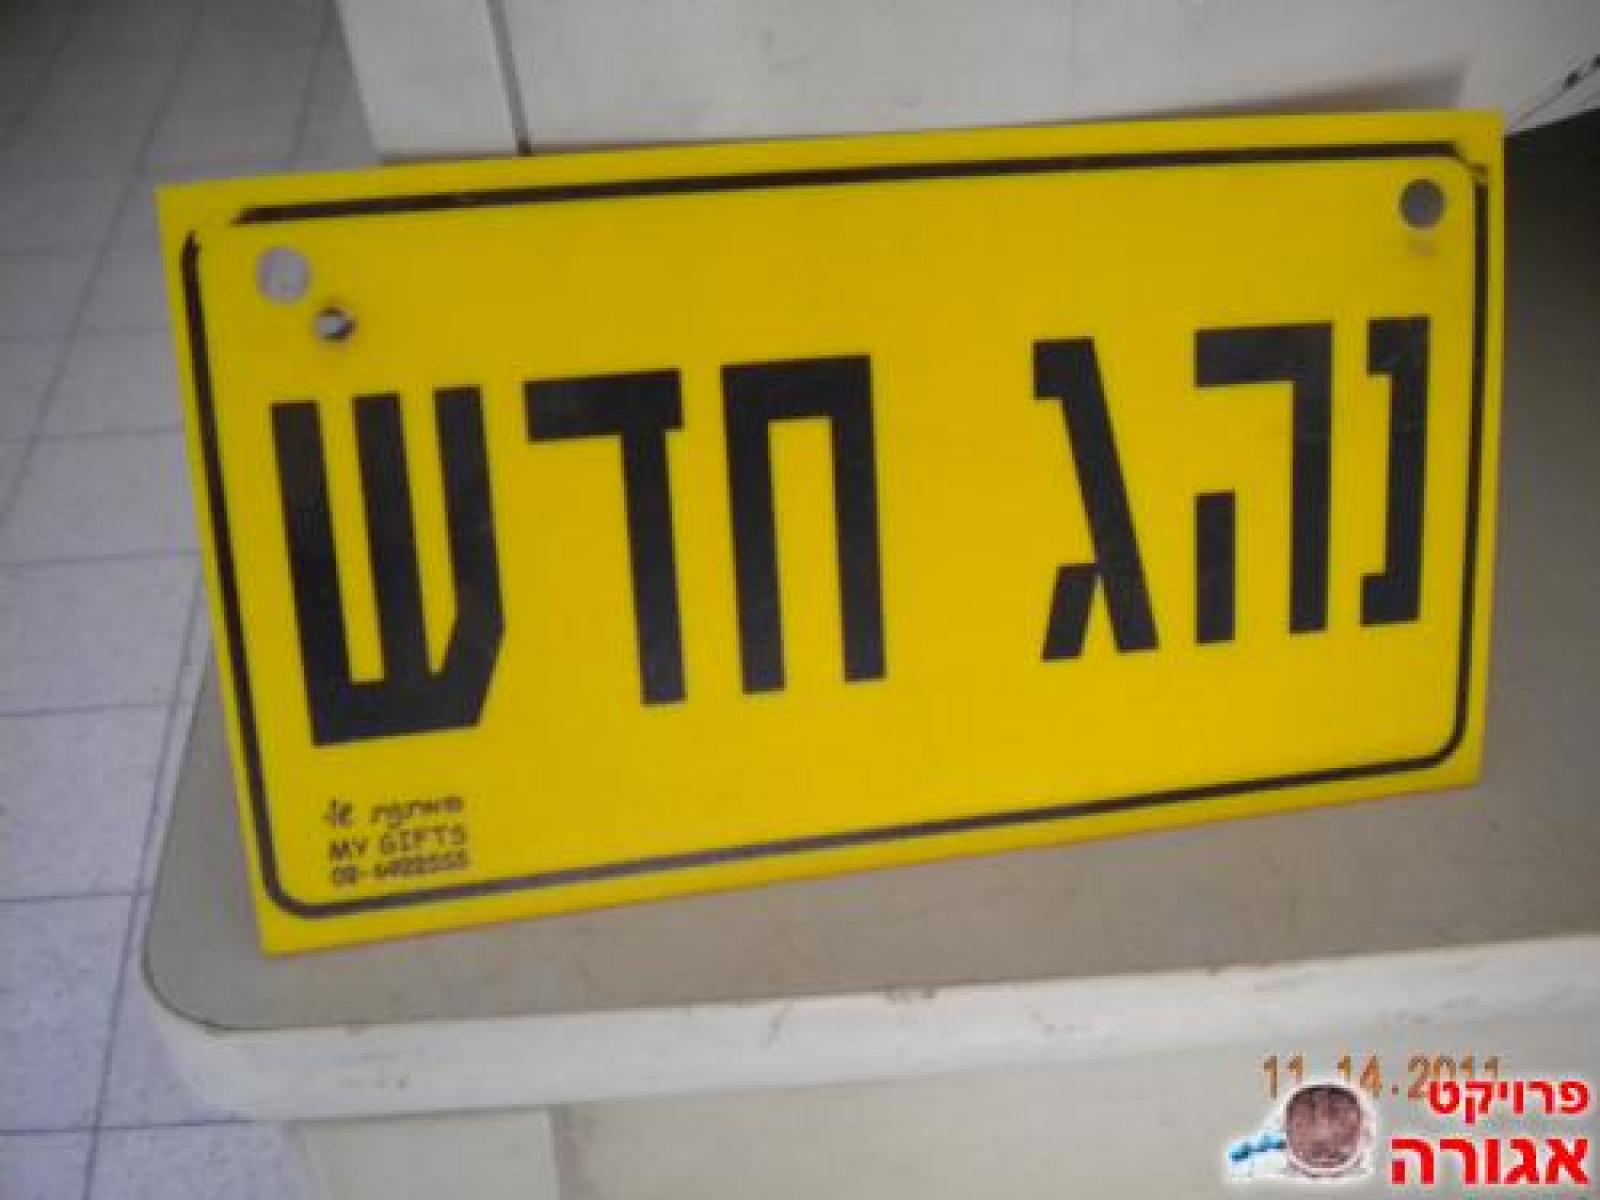 נהג חדש
MY GIFTS
11.14.2011
פרויקט
אגורה